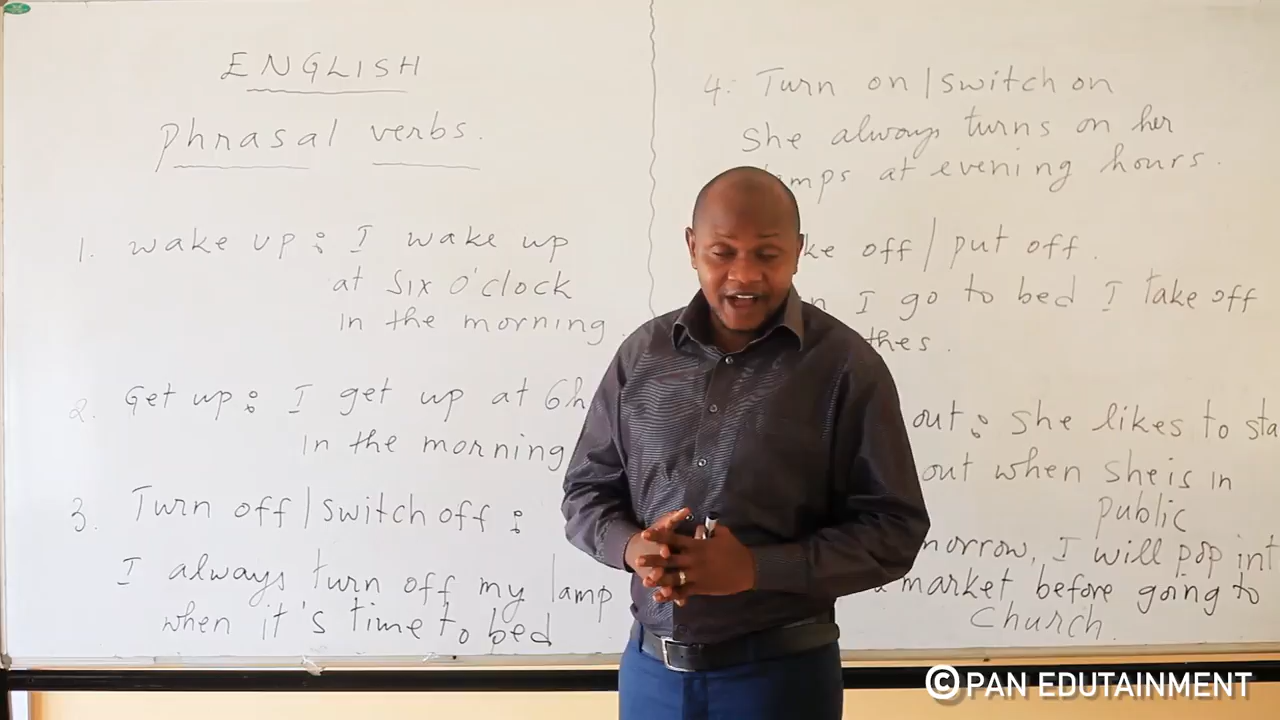 ENGLISH
Phrasal verbs.
1. wake up : I wake up
at six o'clock
in the morning.
2. Get up : I get up at 6h
in the morning
3. Turn off / switch off :
I always turn off my lamp
when it's time to bed
4: Turn on / switch on
She always turns on her
at evening hours.
off / put off.
I go to bed I take off
out : She likes to sta
out when she is in
public
I will pop int
market, before going to
Church.
©PAN EDUTAINMENT